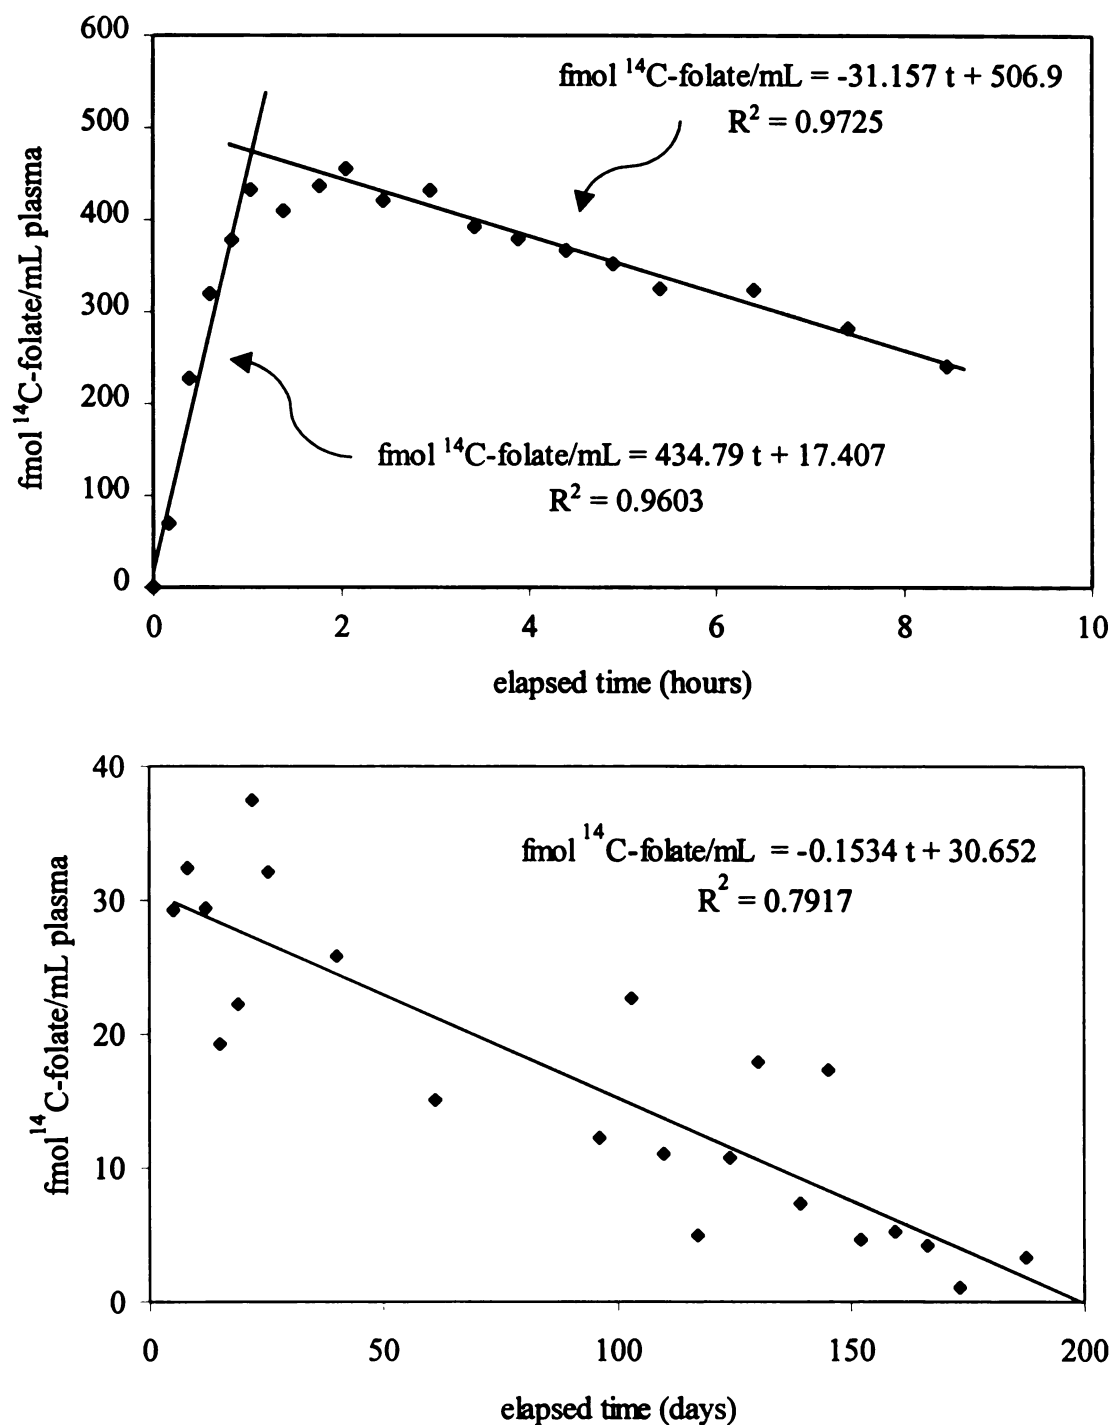 600
500
400
300
200
100
0
fmol ¹⁴C-folate/mL plasma
fmol ¹⁴C-folate/mL = -31.157 t + 506.9
R² = 0.9725
fmol ¹⁴C-folate/mL = 434.79 t + 17.407
R² = 0.9603
0 2 4 6 8 10
elapsed time (hours)
40
30
20
10
0
fmol ¹⁴C-folate/mL plasma
fmol ¹⁴C-folate/mL = -0.1534 t + 30.652
R² = 0.7917
0 50 100 150 200
elapsed time (days)